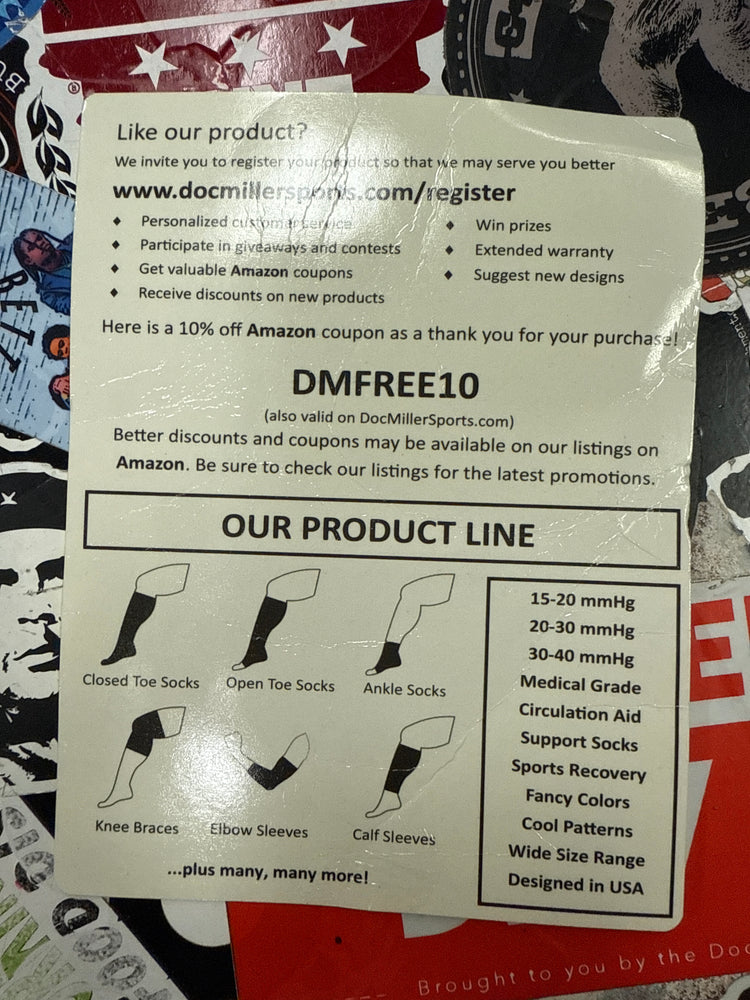 Like our product?
We invite you to register your product so that we may serve you better
www.docmillersports.com/register
♦ Personalized customer service
♦ Participate in giveaways and contests
♦ Get valuable Amazon coupons
♦ Receive discounts on new products
♦ Win prizes
♦ Extended warranty
♦ Suggest new designs
Here is a 10% off Amazon coupon as a thank you for your purchase!
DMFREE10
(also valid on DocMillerSports.com)
Better discounts and coupons may be available on our listings on
Amazon. Be sure to check our listings for the latest promotions.
OUR PRODUCT LINE
Closed Toe Socks
Open Toe Socks
Ankle Socks
Knee Braces
Elbow Sleeves
Calf Sleeves
...plus many, many more!
15-20 mmHg
20-30 mmHg
30-40 mmHg
Medical Grade
Circulation Aid
Support Socks
Sports Recovery
Fancy Colors
Cool Patterns
Wide Size Range
Designed in USA
Brought to you by the Doc